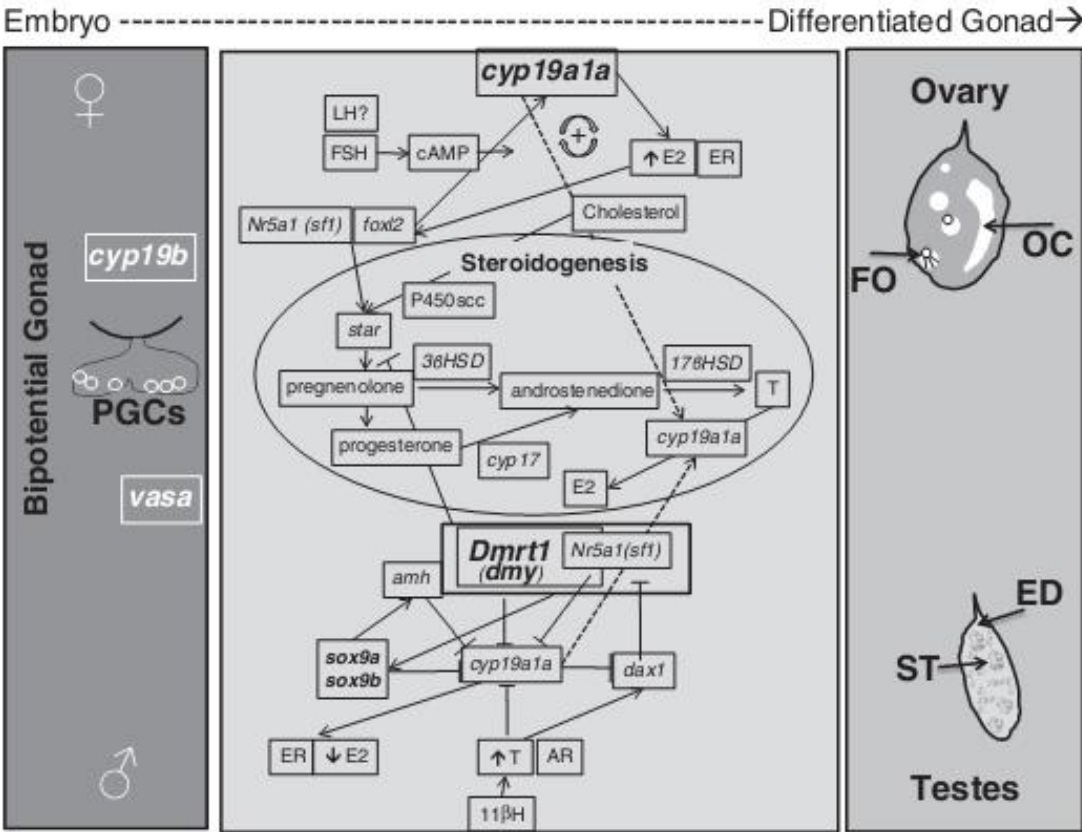 Embryo
Differentiated Gonad
♀
Bipotential Gonad
cyp19b
PGCs
vasa
♂
cyp19a1a
LH?
FSH
cAMP
+
↑ E2
ER
Nr5a1 (sf1)
foxl2
Cholesterol
Steroidogenesis
P450scc
star
36HSD
176HSD
pregnenolone
androstenedione
T
progesterone
cyp17
cyp19a1a
E2
Dmrt1
(dmy)
Nr5a1(sf1)
amh
sox9a
sox9b
cyp19a1a
dax1
ER
↓ E2
↑ T
AR
11βH
Ovary
FO
OC
ED
ST
Testes